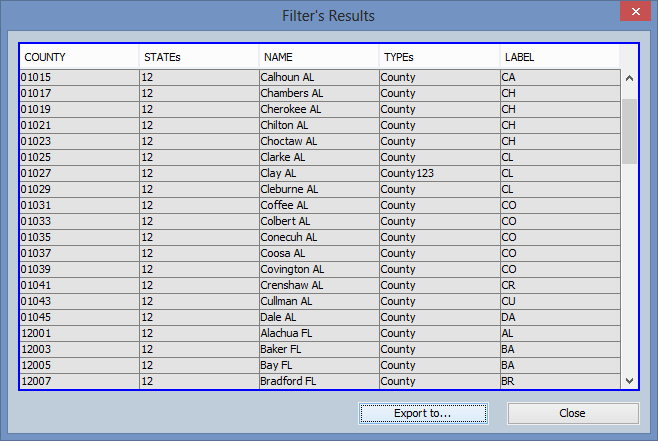 Filter's Results
COUNTY STATEs NAME TYPEs LABEL
01015 12 Calhoun AL County CA
01017 12 Chambers AL County CH
01019 12 Cherokee AL County CH
01021 12 Chilton AL County CH
01023 12 Choctaw AL County CH
01025 12 Clarke AL County CL
01027 12 Clay AL County123 CL
01029 12 Cleburne AL County CL
01031 12 Coffee AL County CO
01033 12 Colbert AL County CO
01035 12 Conecuh AL County CO
01037 12 Coosa AL County CO
01039 12 Covington AL County CO
01041 12 Crenshaw AL County CR
01043 12 Cullman AL County CU
01045 12 Dale AL County DA
12001 12 Alachua FL County AL
12003 12 Baker FL County BA
12005 12 Bay FL County BA
12007 12 Bradford FL County BR
Export to... Close